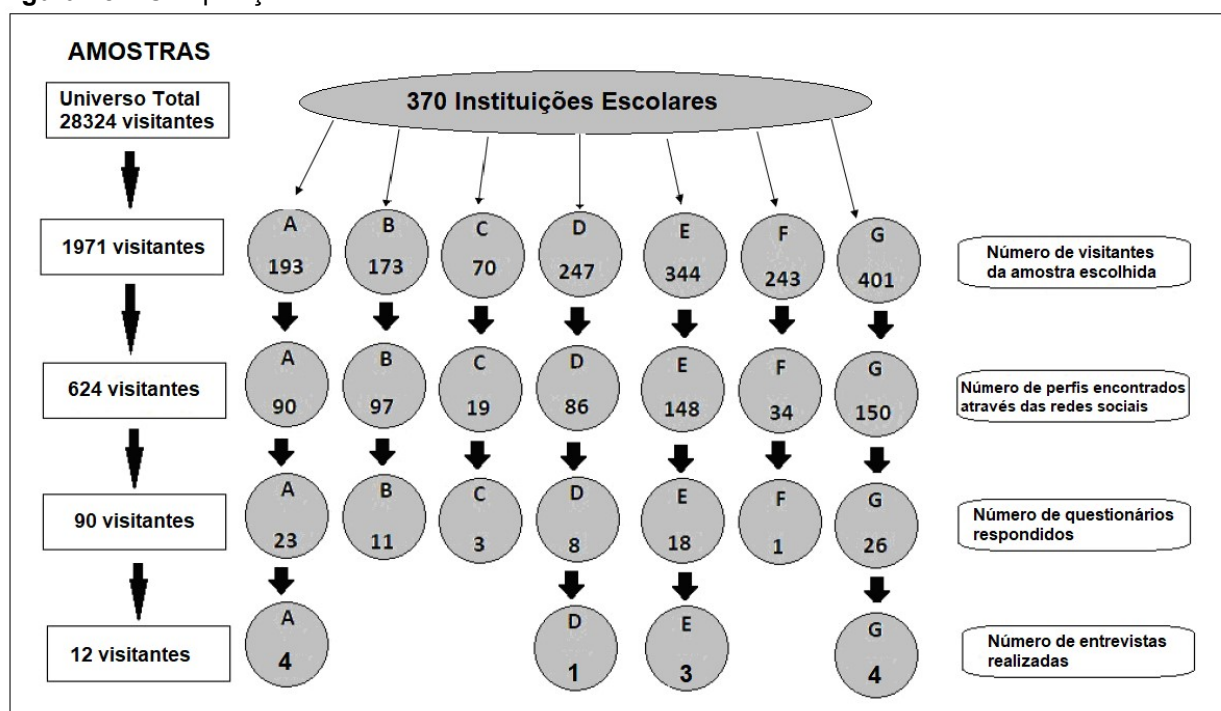 AMOSTRAS
Universo Total
28324 visitantes
370 Instituições Escolares
1971 visitantes
A
193
B
173
C
70
D
247
E
344
F
243
G
401
Número de visitantes
da amostra escolhida
624 visitantes
A
90
B
97
C
19
D
86
E
148
F
34
G
150
Número de perfis encontrados
através das redes sociais
90 visitantes
A
23
B
11
C
3
D
8
E
18
F
1
G
26
Número de questionários
respondidos
12 visitantes
A
4
D
1
E
3
G
4
Número de entrevistas
realizadas